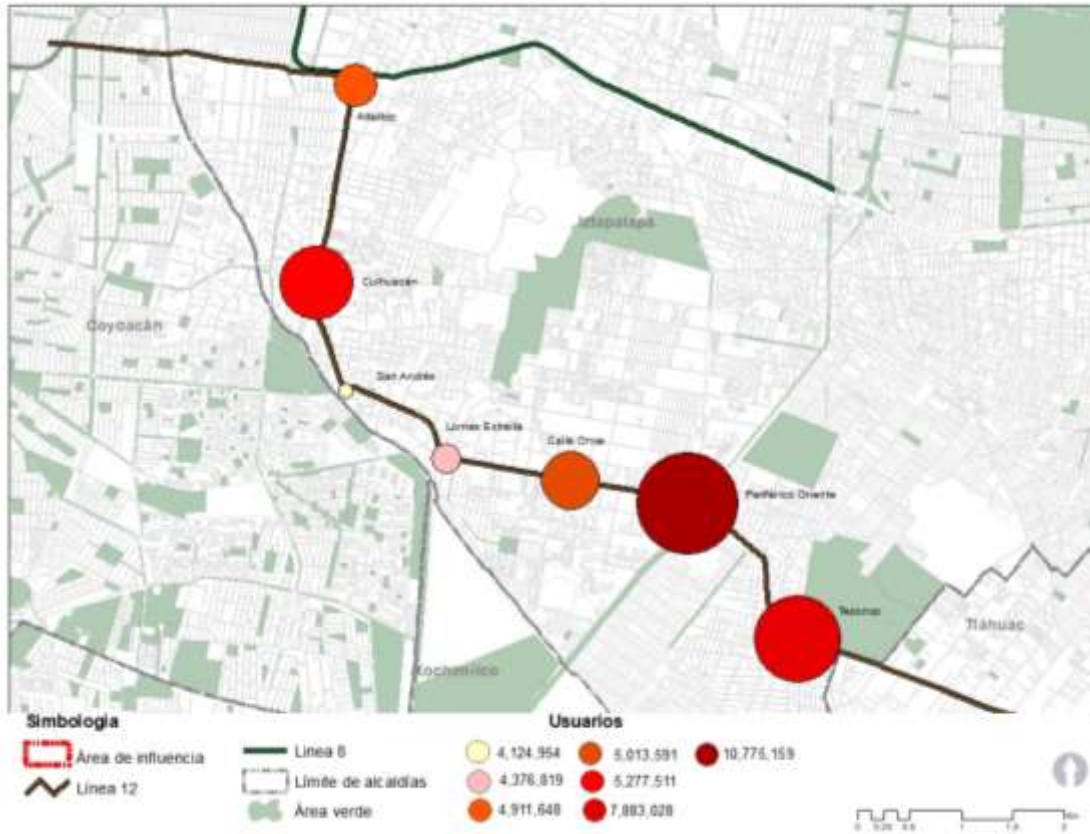 Atlalilco
Iztapalapa
Culhuacán
Coyoacán
San Andrés
Lomas Estrella
Calle Once
Periférico Oriente
Tezonco
Tláhuac
Xochimilco
Simbología
Usuarios
Área de influencia
Línea 8
4,124,954
5,013,591
10,775,159
Línea 12
Límite de alcaldías
4,376,819
5,277,511
Área verde
4,911,648
7,883,028
Km